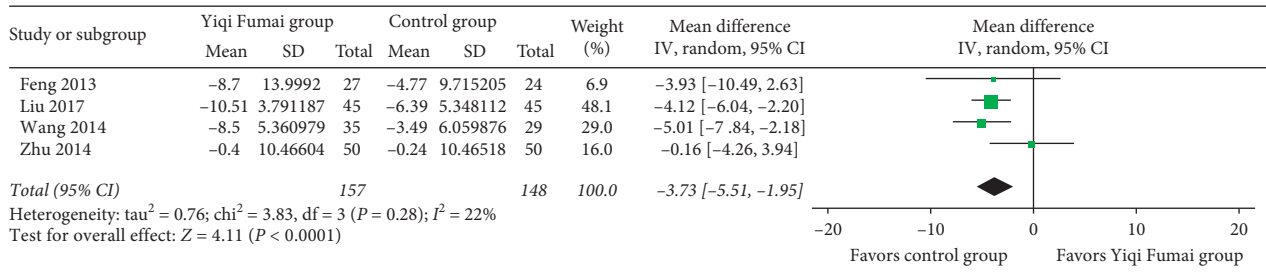 Study or subgroup Yiqi Fumai group Control group Weight (%) Mean difference IV, random, 95% CI Mean difference IV, random, 95% CI
Mean SD Total Mean SD Total
Feng 2013 –8.7 13.9992 27 –4.77 9.715205 24 6.9 –3.93 [–10.49, 2.63]
Liu 2017 –10.51 3.791187 45 –6.39 5.348112 45 48.1 –4.12 [–6.04, –2.20]
Wang 2014 –8.5 5.360979 35 –3.49 6.059876 29 29.0 –5.01 [–7 .84, –2.18]
Zhu 2014 –0.4 10.46604 50 –0.24 10.46518 50 16.0 –0.16 [–4.26, 3.94]
Total (95% CI) 157 148 100.0 –3.73 [–5.51, –1.95]
Heterogeneity: tau² = 0.76; chi² = 3.83, df = 3 (P = 0.28); I² = 22%
Test for overall effect: Z = 4.11 (P < 0.0001)
–20 –10 0 10 20
Favors control group Favors Yiqi Fumai group